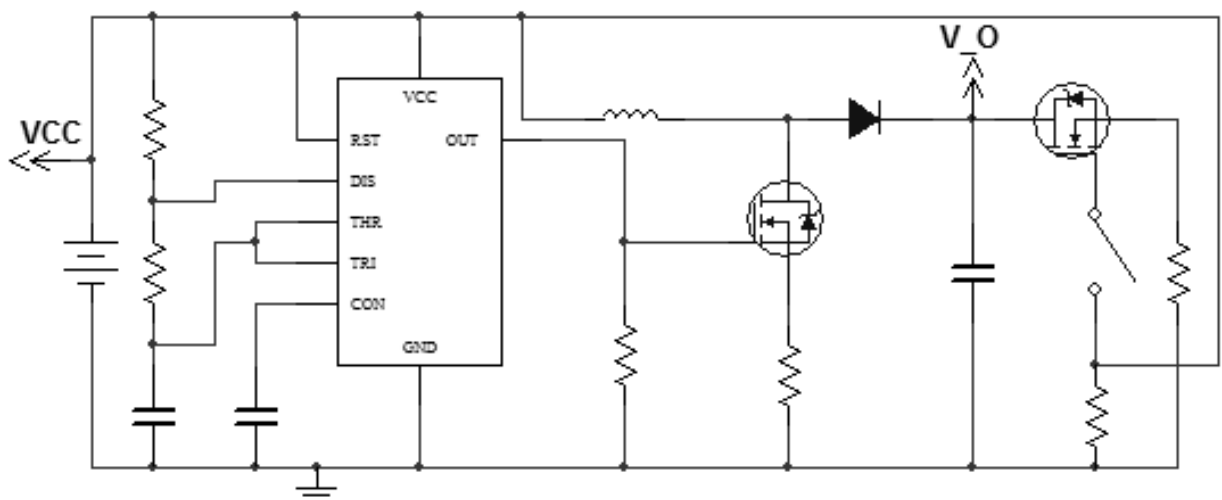 V_O
VCC
VCC
RST
OUT
DIS
THR
TRI
CON
GND